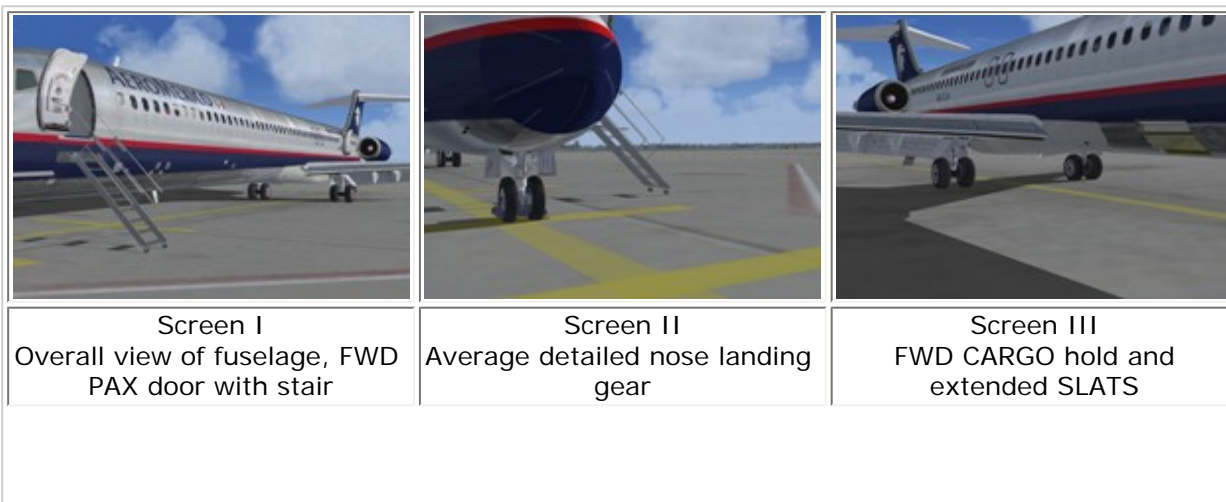 AEROMEXICO
Screen I
Overall view of fuselage, FWD
PAX door with stair
Screen II
Average detailed nose landing
gear
Screen III
FWD CARGO hold and
extended SLATS